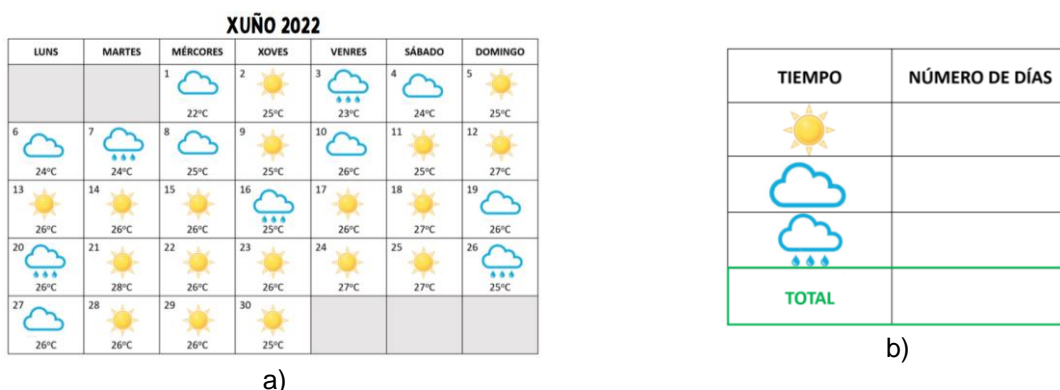 XUÑO 2022
LUNS MARTES MÉRCORES XOVES VENRES SÁBADO DOMINGO
1 2 3 4 5
22ºC 25ºC 23ºC 24ºC 25ºC
6 7 8 9 10 11 12
24ºC 24ºC 25ºC 25ºC 26ºC 25ºC 27ºC
13 14 15 16 17 18 19
26ºC 26ºC 26ºC 25ºC 26ºC 27ºC 26ºC
20 21 22 23 24 25 26
26ºC 28ºC 26ºC 26ºC 27ºC 27ºC 25ºC
27 28 29 30
26ºC 26ºC 26ºC 25ºC
a)
TIEMPO NÚMERO DE DÍAS
TOTAL
b)